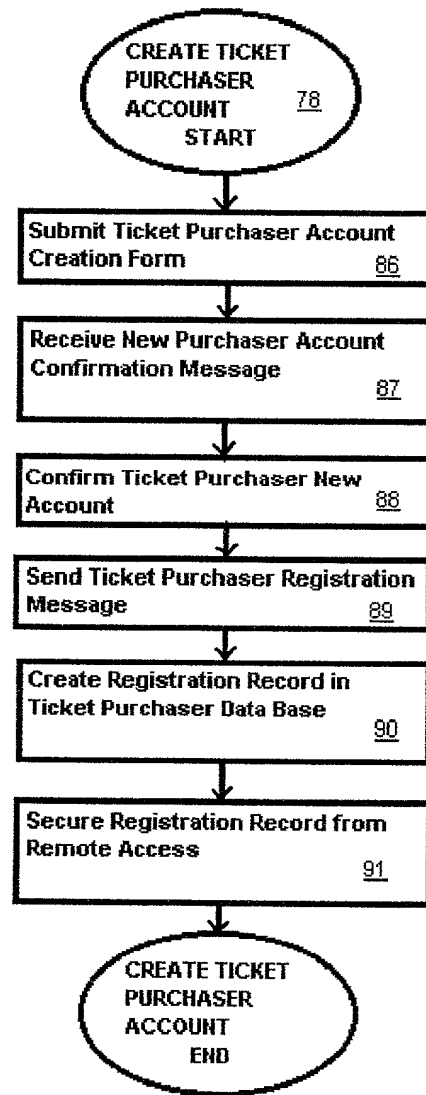 CREATE TICKET
PURCHASER
ACCOUNT 78
START
Submit Ticket Purchaser Account
Creation Form 86
Receive New Purchaser Account
Confirmation Message
87
Confirm Ticket Purchaser New
Account 88
Send Ticket Purchaser Registration
Message 89
Create Registration Record in
Ticket Purchaser Data Base
90
Secure Registration Record from
Remote Access
91
CREATE TICKET
PURCHASER
ACCOUNT
END